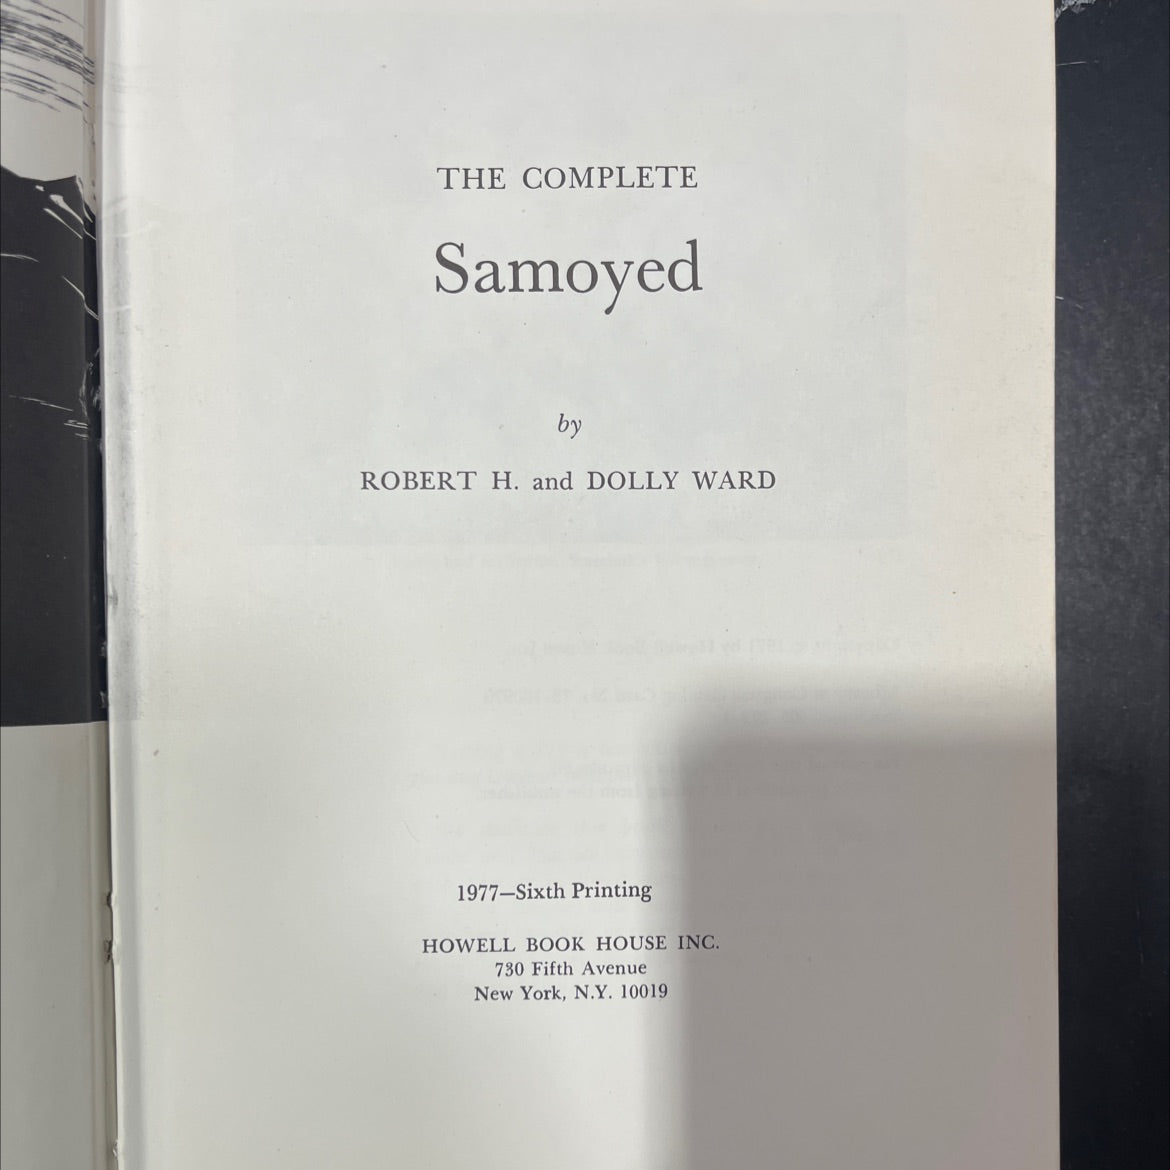 THE COMPLETE
Samoyed
by
ROBERT H. and DOLLY WARD
1977—Sixth Printing
HOWELL BOOK HOUSE INC.
730 Fifth Avenue
New York, N.Y. 10019